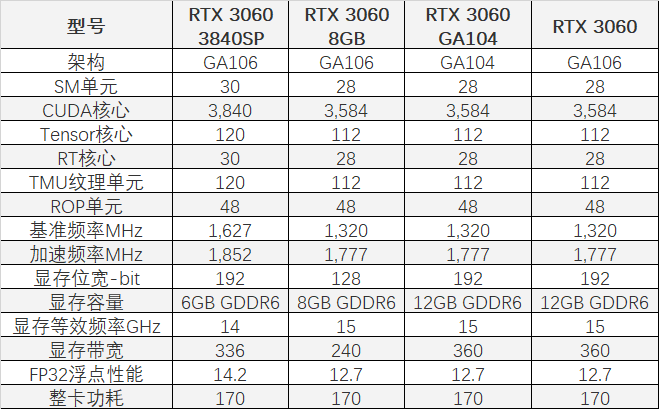 型号 RTX 3060 3840SP RTX 3060 8GB RTX 3060 GA104 RTX 3060
架构 GA106 GA106 GA104 GA106
SM单元 30 28 28 28
CUDA核心 3,840 3,584 3,584 3,584
Tensor核心 120 112 112 112
RT核心 30 28 28 28
TMU纹理单元 120 112 112 112
ROP单元 48 48 48 48
基准频率MHz 1,627 1,320 1,320 1,320
加速频率MHz 1,852 1,777 1,777 1,777
显存位宽-bit 192 128 192 192
显存容量 6GB GDDR6 8GB GDDR6 12GB GDDR6 12GB GDDR6
显存等效频率GHz 14 15 15 15
显存带宽 336 240 360 360
FP32浮点性能 14.2 12.7 12.7 12.7
整卡功耗 170 170 170 170